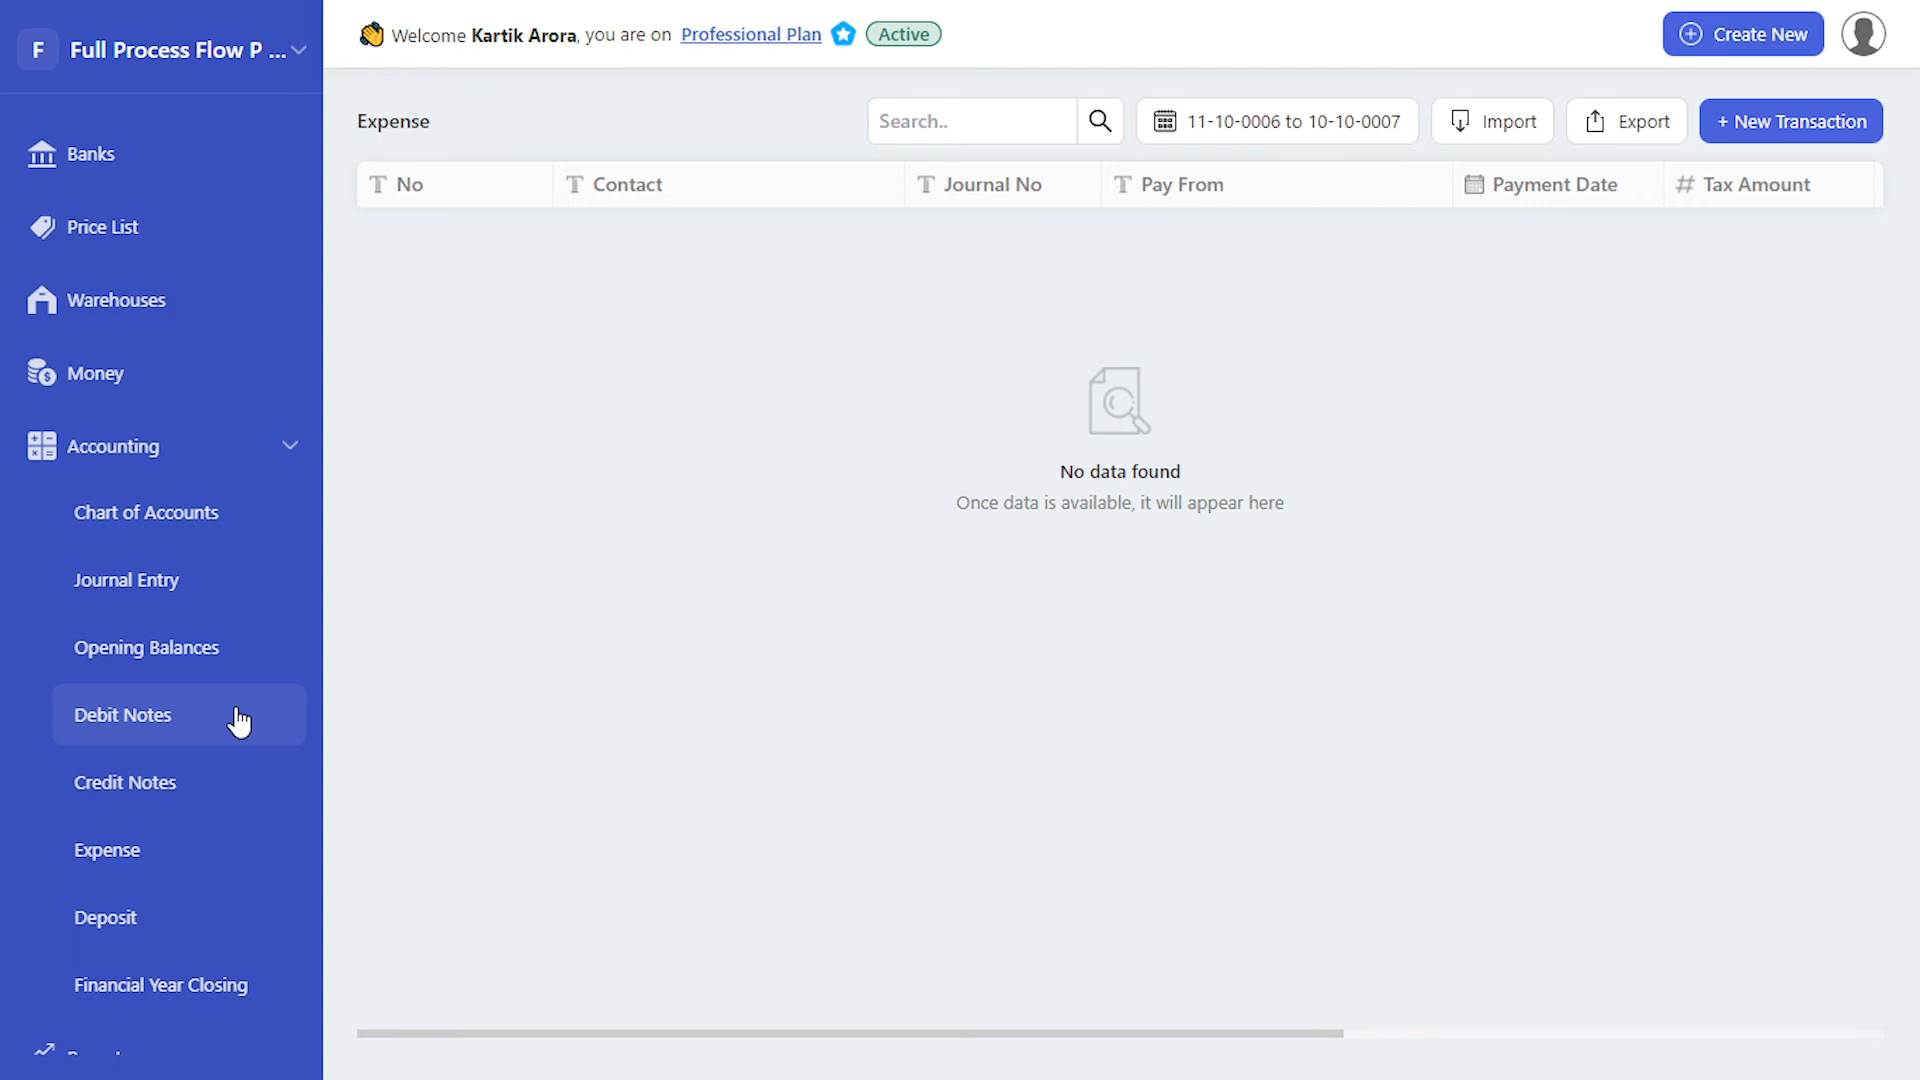 F Full Process Flow P ...
Welcome Kartik Arora, you are on Professional Plan Active
Create New
Banks
Price List
Warehouses
Money
Accounting
Chart of Accounts
Journal Entry
Opening Balances
Debit Notes
Credit Notes
Expense
Deposit
Financial Year Closing
Expense
Search..
11-10-0006 to 10-10-0007
Import
Export
+ New Transaction
No
Contact
Journal No
Pay From
Payment Date
# Tax Amount
No data found
Once data is available, it will appear here